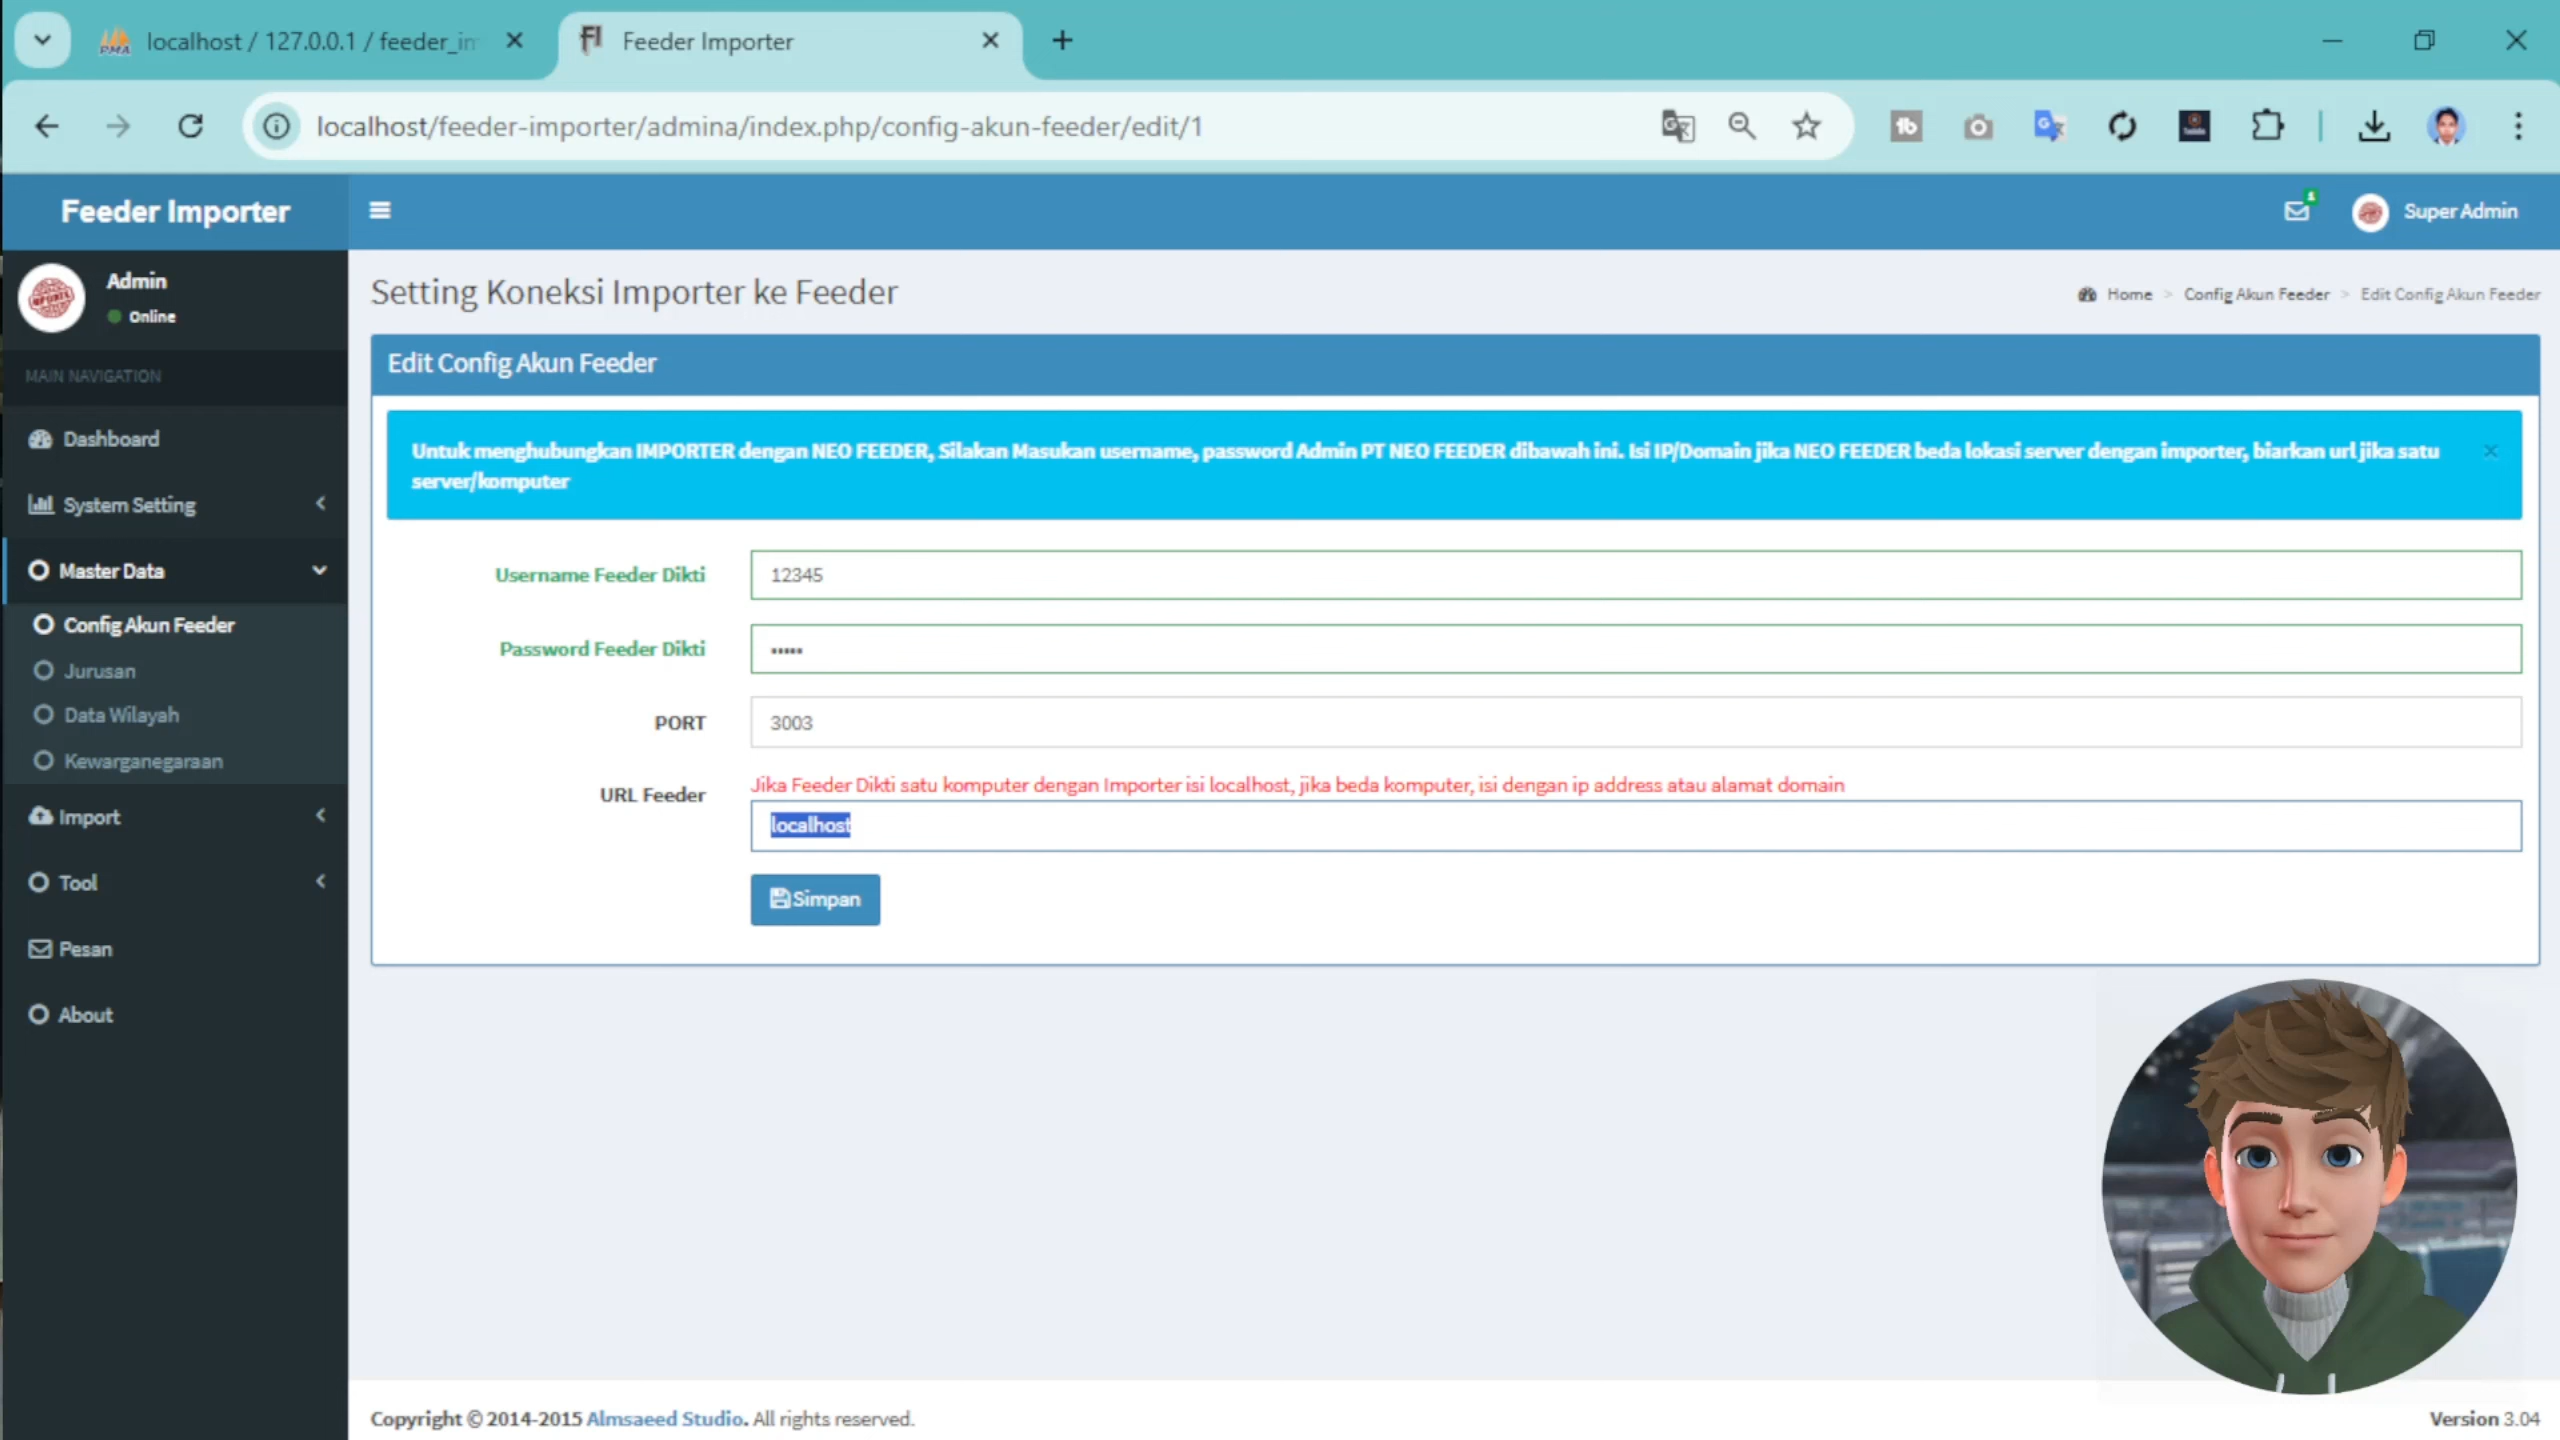 localhost / 127.0.0.1 / feeder_im
Feeder Importer
localhost/feeder-importer/admina/index.php/config-akun-feeder/edit/1
Feeder Importer
Super Admin
Admin
Online
MAIN NAVIGATION
Dashboard
System Setting
Master Data
Config Akun Feeder
Jurusan
Data Wilayah
Kewarganegaraan
Import
Tool
Pesan
About
Setting Koneksi Importer ke Feeder
Home > Config Akun Feeder > Edit Config Akun Feeder
Edit Config Akun Feeder
Untuk menghubungkan IMPORTER dengan NEO FEEDER, Silakan Masukan username, password Admin PT NEO FEEDER dibawah ini. Isi IP/Domain jika NEO FEEDER beda lokasi server dengan importer, biarkan url jika satu
server/komputer
Username Feeder Dikti
12345
Password Feeder Dikti
•••••
PORT
3003
URL Feeder
Jika Feeder Dikti satu komputer dengan Importer isi localhost, jika beda komputer, isi dengan ip address atau alamat domain
localhost
Simpan
Copyright © 2014-2015 Almsaeed Studio. All rights reserved.
Version 3.04